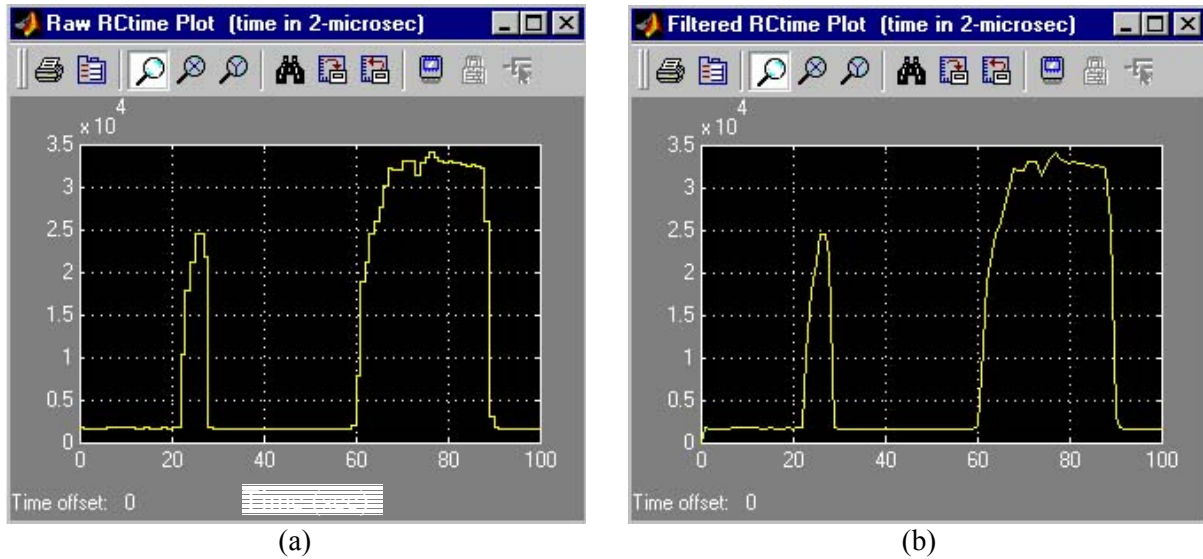 Raw RCtime Plot (time in 2-microsec)
x 10 4
3.5
3
2.5
2
1.5
1
0.5
0
0 20 40 60 80 100
Time offset: 0
(a)
Filtered RCtime Plot (time in 2-microsec)
x 10 4
3.5
3
2.5
2
1.5
1
0.5
0
0 20 40 60 80 100
Time offset: 0
(b)